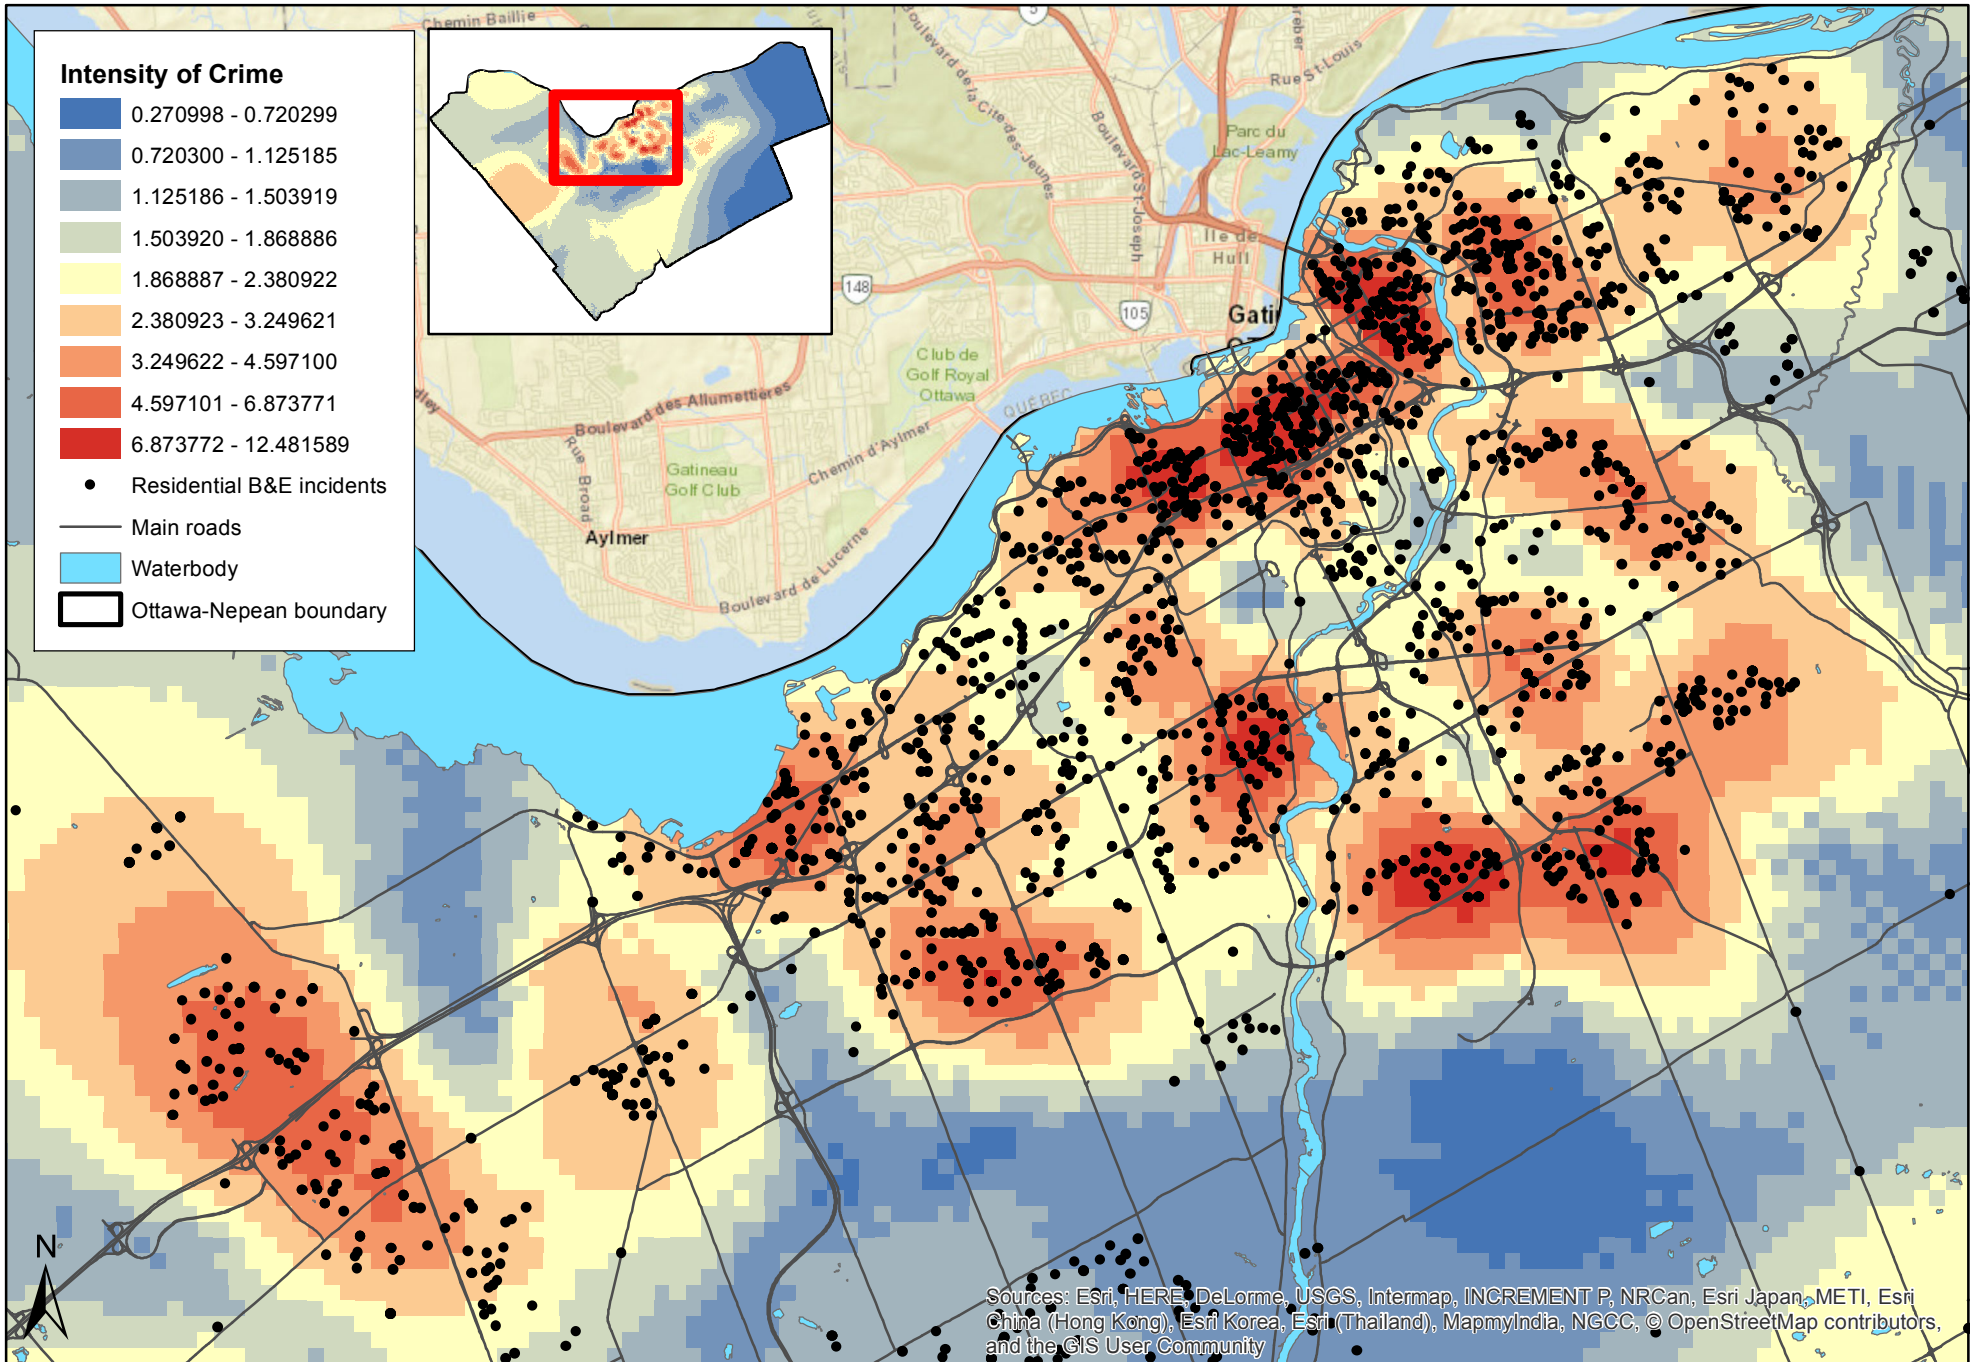 Intensity of Crime
0.270998 - 0.720299
0.720300 - 1.125185
1.125186 - 1.503919
1.503920 - 1.868886
1.868887 - 2.380922
2.380923 - 3.249621
3.249622 - 4.597100
4.597101 - 6.873771
6.873772 - 12.481589
Residential B&E incidents
Main roads
Waterbody
Ottawa-Nepean boundary
Chemin Baillie
5
Boulevard de la Cité des-Jeunes
Rue St-Louis
Boulevard St-Joseph
Parc du
Lac-Leamy
Île de
Hull
148
105
Club de
Golf Royal
Ottawa
QUÉBEC
Boulevard des Allumettières
Rue Broad
Gatineau
Golf Club
Chemin d'Aylmer
Aylmer
Boulevard de Lucerne
N
Sources: Esri, HERE, DeLorme, USGS, Intermap, INCREMENT P, NRCan, Esri Japan, METI, Esri
China (Hong Kong), Esri Korea, Esri (Thailand), MapmyIndia, NGCC, © OpenStreetMap contributors,
and the GIS User Community